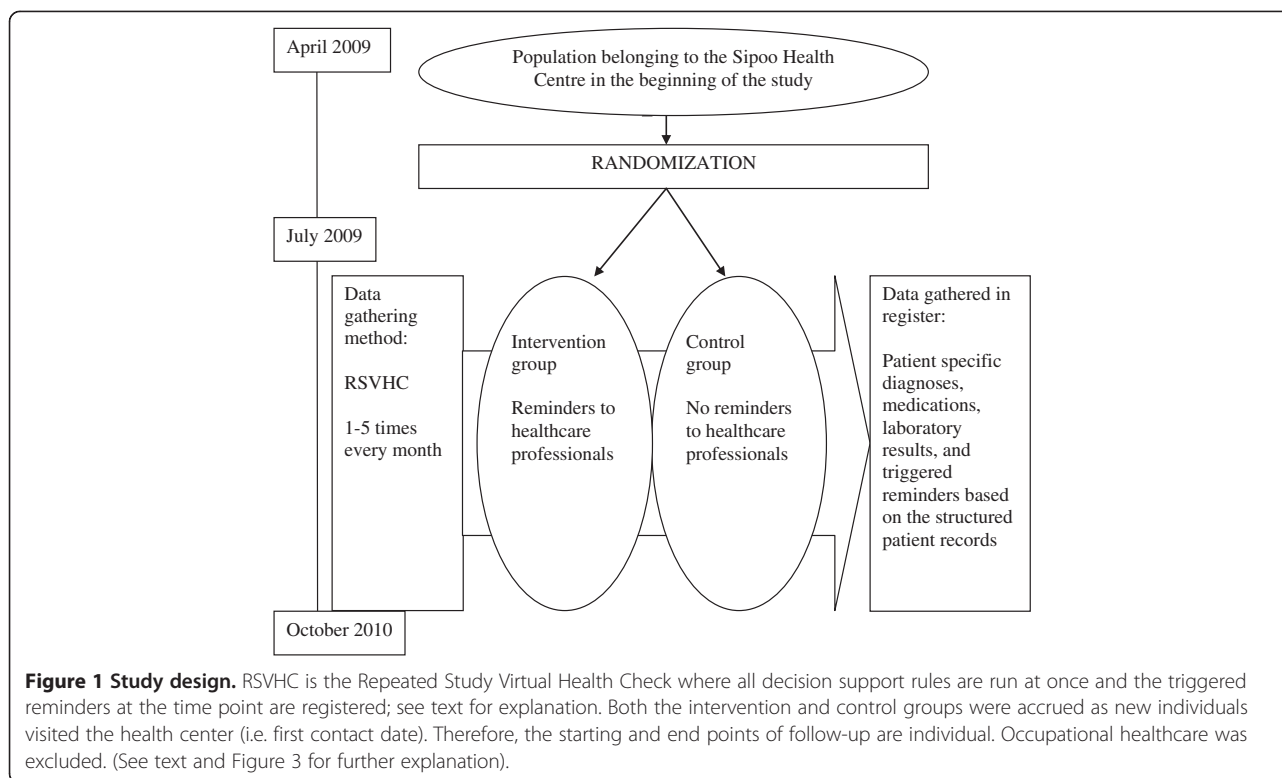 April 2009
Population belonging to the Sipoo Health
Centre in the beginning of the study
RANDOMIZATION
July 2009
Data
gathering
method:
RSVHC
1-5 times
every month
Intervention
group
Reminders to
healthcare
professionals
Control
group
No reminders
to healthcare
professionals
Data gathered in
register:
Patient specific
diagnoses,
medications,
laboratory
results, and
triggered
reminders based
on the structured
patient records
October 2010
Figure 1 Study design. RSVHC is the Repeated Study Virtual Health Check where all decision support rules are run at once and the triggered
reminders at the time point are registered; see text for explanation. Both the intervention and control groups were accrued as new individuals
visited the health center (i.e. first contact date). Therefore, the starting and end points of follow-up are individual. Occupational healthcare was
excluded. (See text and Figure 3 for further explanation).